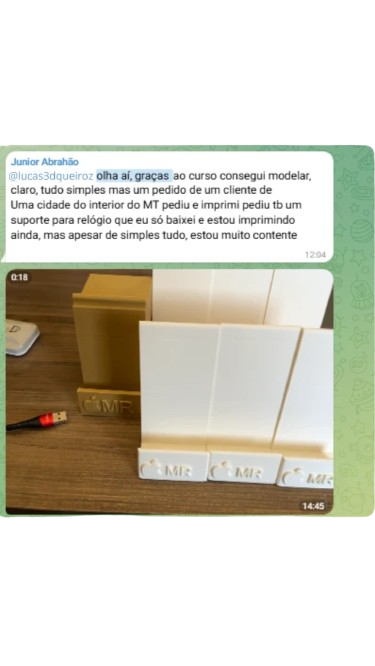 Junior Abrahão
@lucas3dqueiroz olha aí, graças ao curso consegui modelar,
claro, tudo simples mas um pedido de um cliente de
Uma cidade do interior do MT pediu e imprimi pediu tb um
suporte para relógio que eu só baixei e estou imprimindo
ainda, mas apesar de simples tudo, estou muito contente
12:04
0:18
MR
MR
MR
MR
14:45